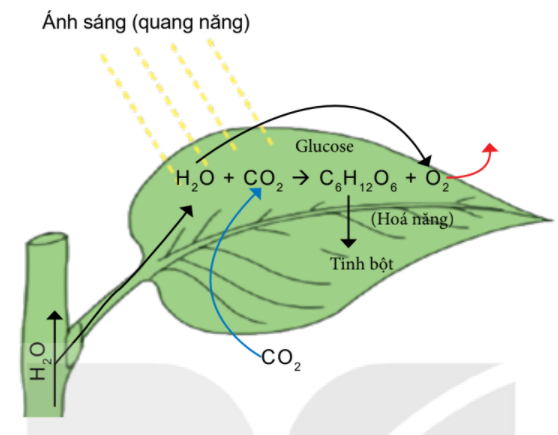 Ánh sáng (quang năng)
Glucose
H₂O + CO₂ → C₆H₁₂O₆ + O₂
(Hoá năng)
Tinh bột
H₂O
CO₂